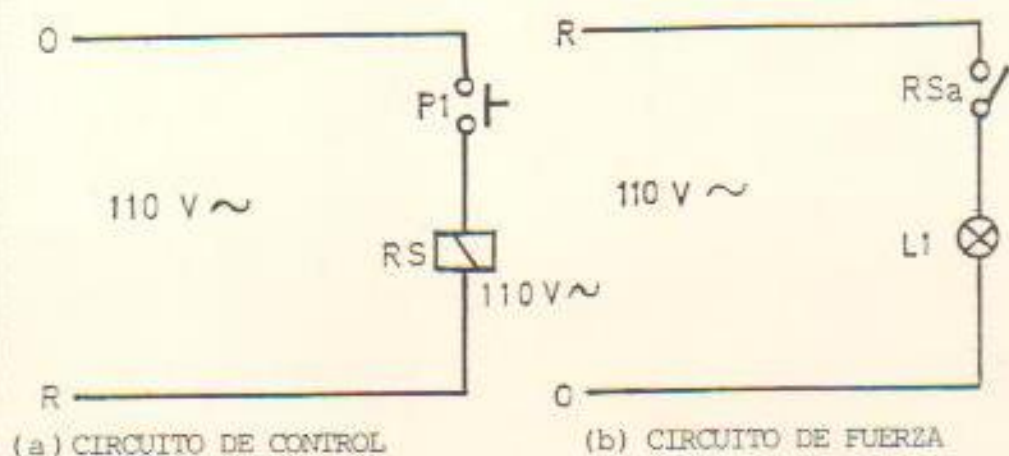 O
P1
110 V ~
RS
110 V ~
R
(a) CIRCUITO DE CONTROL
R
RSa
110 V ~
L1
O
(b) CIRCUITO DE FUERZA